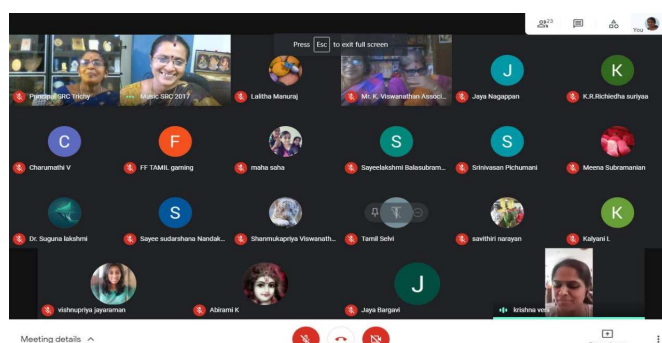 23
You
Press Esc to exit full screen
Principal SRC Trichy
Music SRC 2017
Lalitha Manuraj
Mr. K. Viswanathan Associ...
J
Jaya Nagappan
K
K.R.Richiedha suriyaa
C
Charumathi V
F
FF TAMIL gaming
maha saha
S
Sayeelakshmi Balasubram...
S
Srinivasan Pichumani
Meena Subramanian
Dr. Suguna lakshmi
S
Sayee sudarshana Nandak...
Shanmukapriya Viswanath...
Tamil Selvi
savithiri narayan
K
Kalyani L
vishnupriya jayaraman
Abirami K
J
Jaya Bargavi
krishna veni
Meeting details